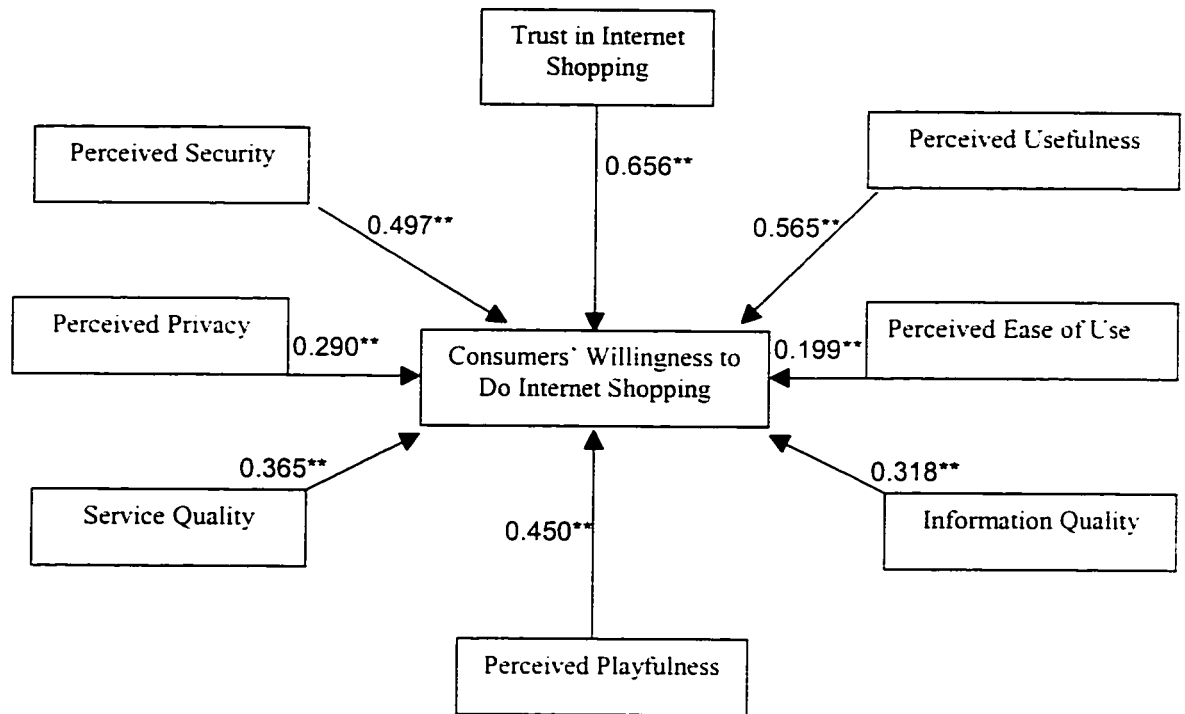 Trust in Internet
Shopping
Perceived Security
Perceived Usefulness
0.656**
0.497**
0.565**
Perceived Privacy
Perceived Ease of Use
0.290**
Consumers' Willingness to
Do Internet Shopping
0.199**
0.365**
0.318**
Service Quality
Information Quality
0.450**
Perceived Playfulness